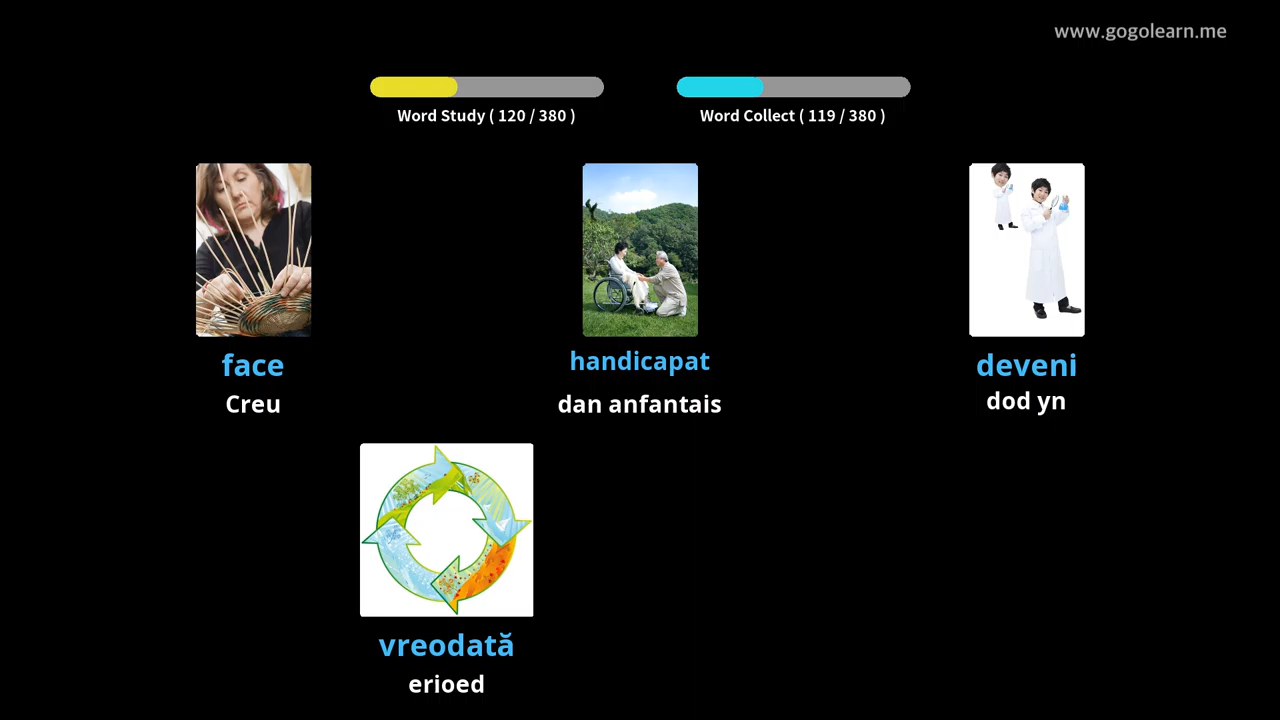 www.gogolearn.me
Word Study ( 120 / 380 )
Word Collect ( 119 / 380 )
face
Creu
handicapat
dan anfantais
deveni
dod yn
vreodată
erioed